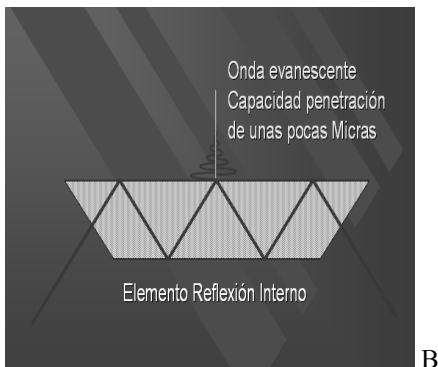 Onda evanescente
Capacidad penetración
de unas pocas Micras
Elemento Reflexión Interno
B